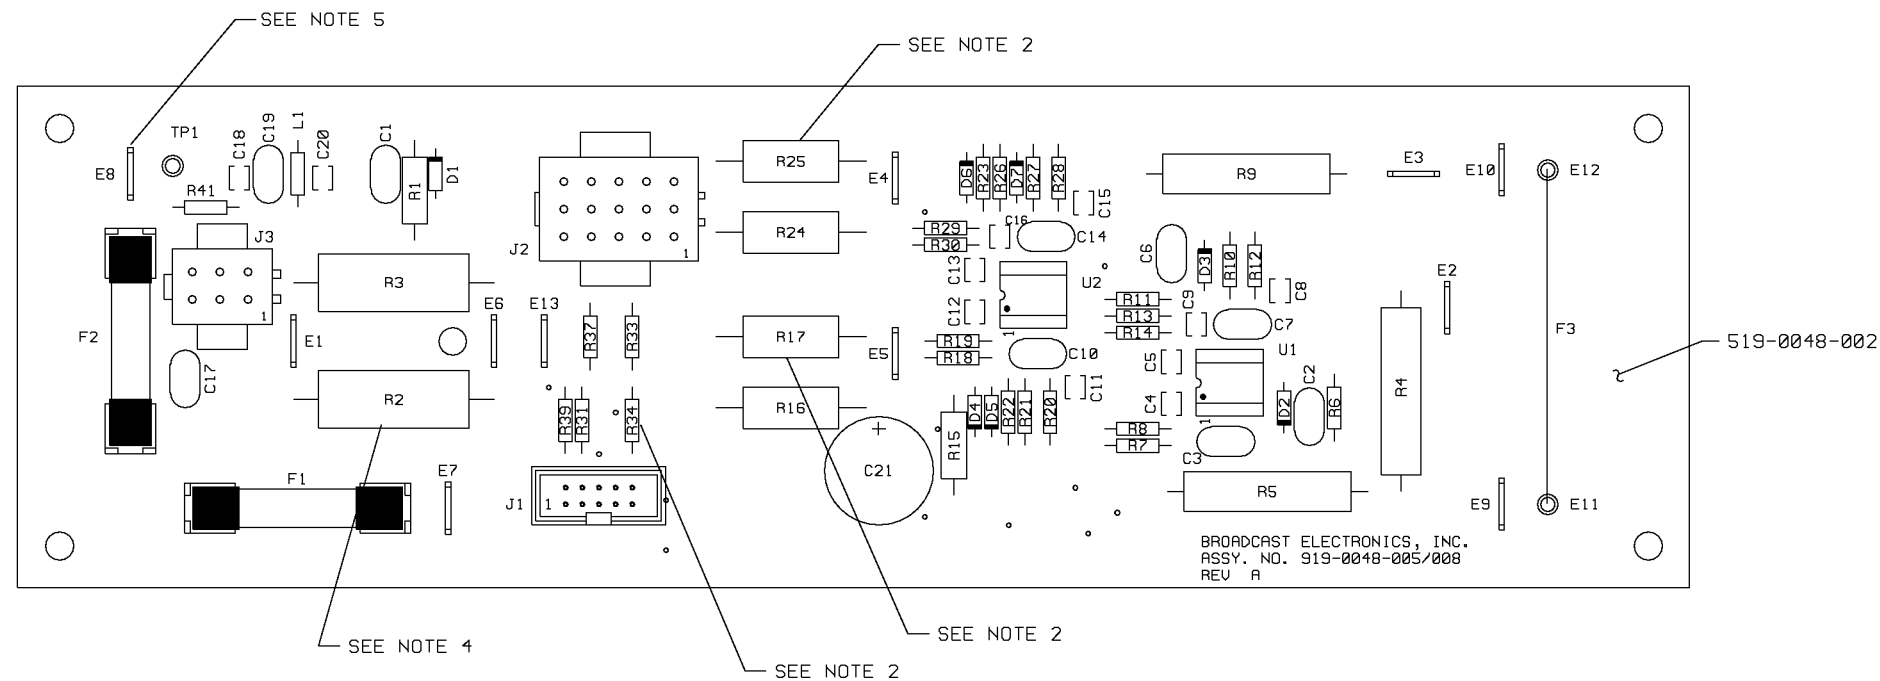 SEE NOTE 5
SEE NOTE 2
TP1
C18
C19
L1
C20
C1
R1
D1
E8
R41
J3
1
F2
R3
E1
E6
E13
C17
R2
F1
E7
J2
1
R37
R33
R39
R31
R34
J1
1
R25
R24
E4
R17
R16
E5
C21
D6
R23
R26
D7
R27
R28
C15
R29
R30
C16
C14
C13
C12
U2
1
R19
R18
C10
C11
R15
D4
D5
R22
R21
R20
R9
E3
E10
E12
C6
D3
R10
R12
C8
C9
R11
R13
R14
C7
U1
C5
C4
1
R8
R7
C3
D2
C2
R6
R4
E2
F3
R5
E9
E11
519-0048-002
BROADCAST ELECTRONICS, INC.
ASSY. NO. 919-0048-005/008
REV A
SEE NOTE 4
SEE NOTE 2
SEE NOTE 2